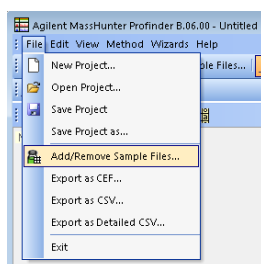 Agilent MassHunter Profinder B.06.00 - Untitled
File Edit View Method Wizards Help
New Project...
ple Files...
Open Project...
Save Project
Save Project as...
Add/Remove Sample Files...
Export as CEF...
Export as CSV...
Export as Detailed CSV...
Exit